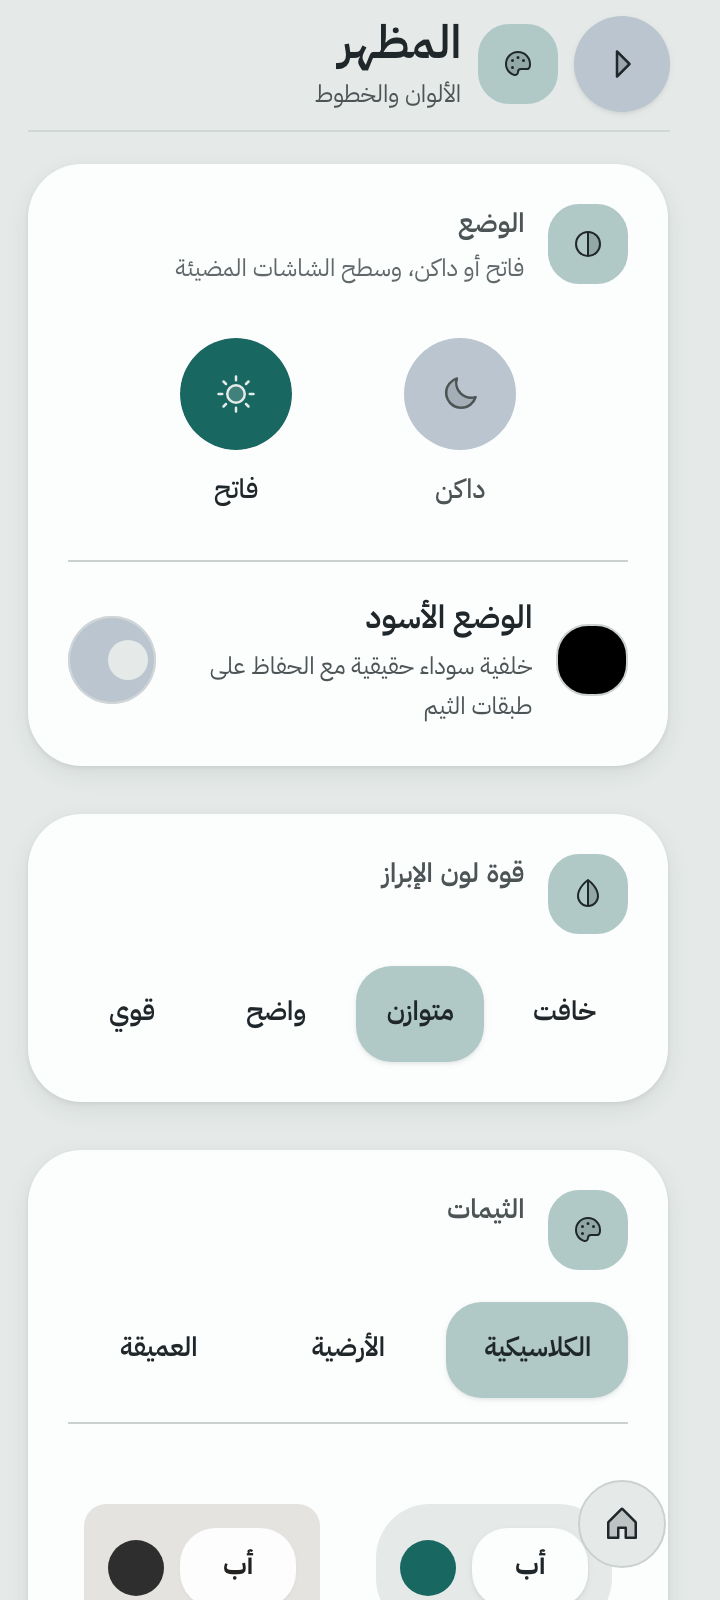 المظهر
الألوان والخطوط
الوضع
فاتح أو داكن، وسطح الشاشات المضيئة
داكن
فاتح
الوضع الأسود
خلفية سوداء حقيقية مع الحفاظ على
طبقات الثيم
قوة لون الإبراز
خافت
متوازن
واضح
قوي
الثيمات
الكلاسيكية
الأرضية
العميقة
أب
أب